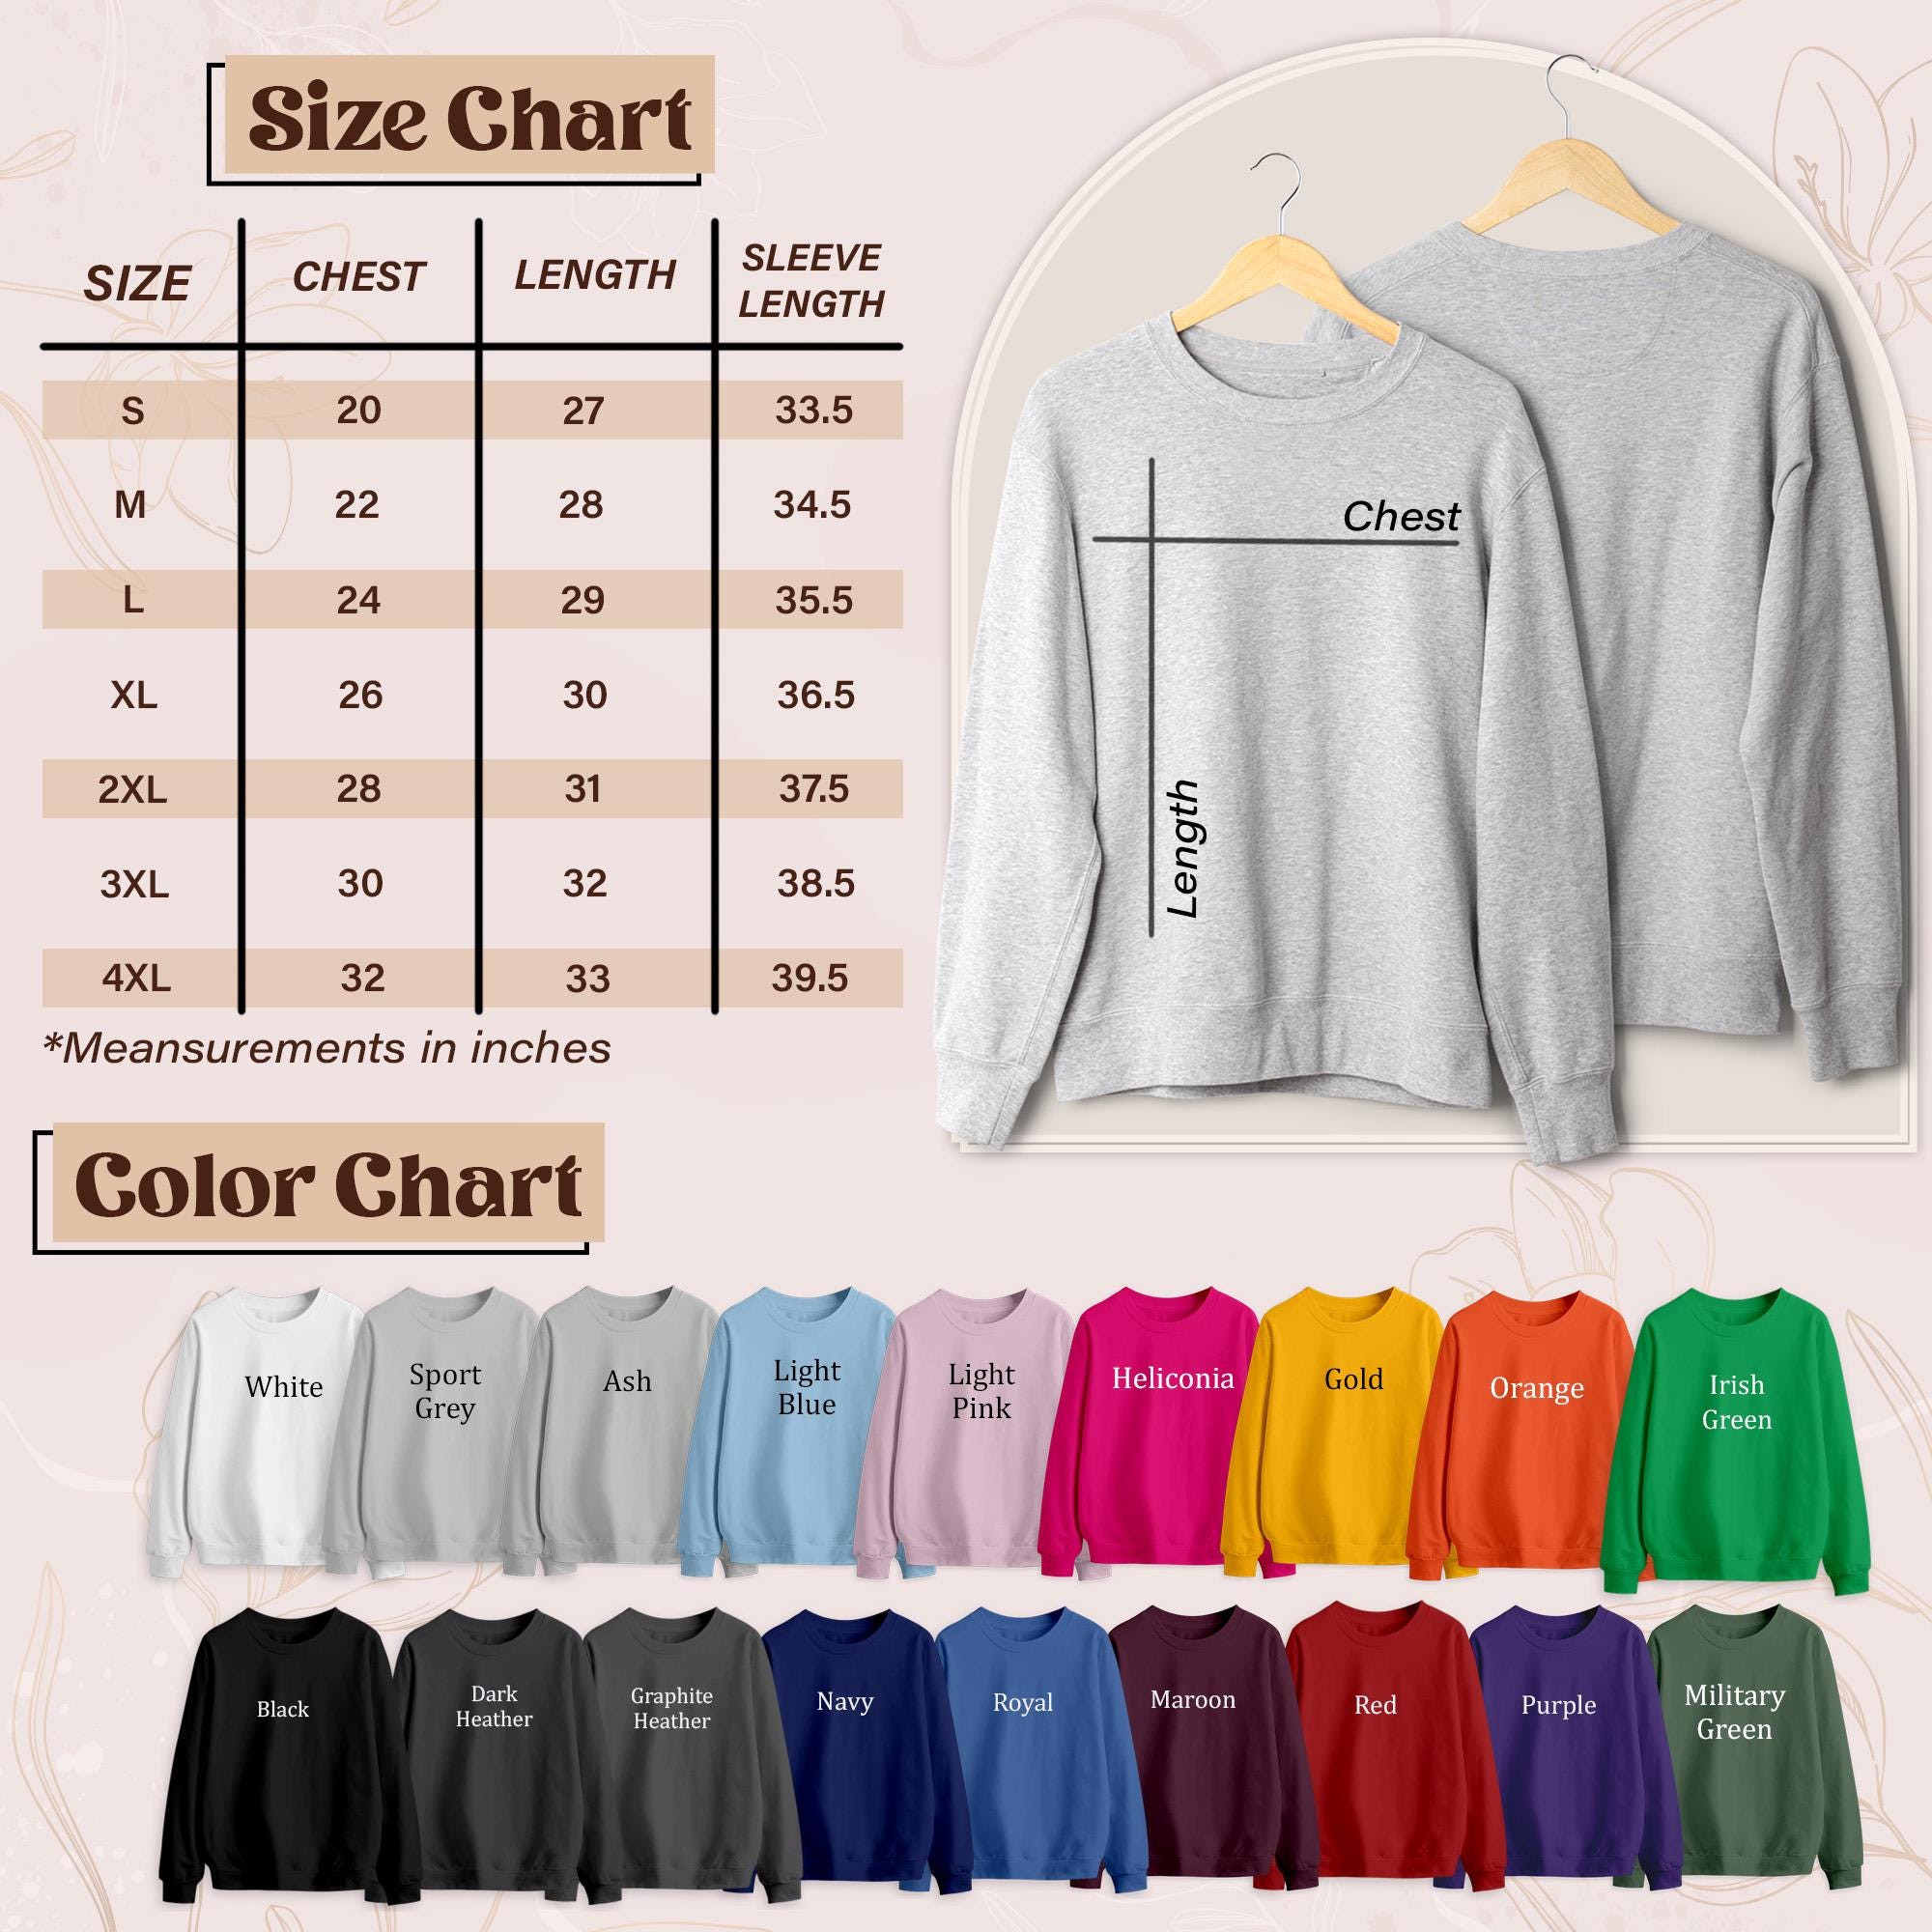 Size Chart
SIZE CHEST LENGTH SLEEVE LENGTH
S 20 27 33.5
M 22 28 34.5
L 24 29 35.5
XL 26 30 36.5
2XL 28 31 37.5
3XL 30 32 38.5
4XL 32 33 39.5
*Meansurements in inches
Chest
Length
Color Chart
White
Sport
Grey
Ash
Light
Blue
Light
Pink
Heliconia
Gold
Orange
Irish
Green
Black
Dark
Heather
Graphite
Heather
Navy
Royal
Maroon
Red
Purple
Military
Green